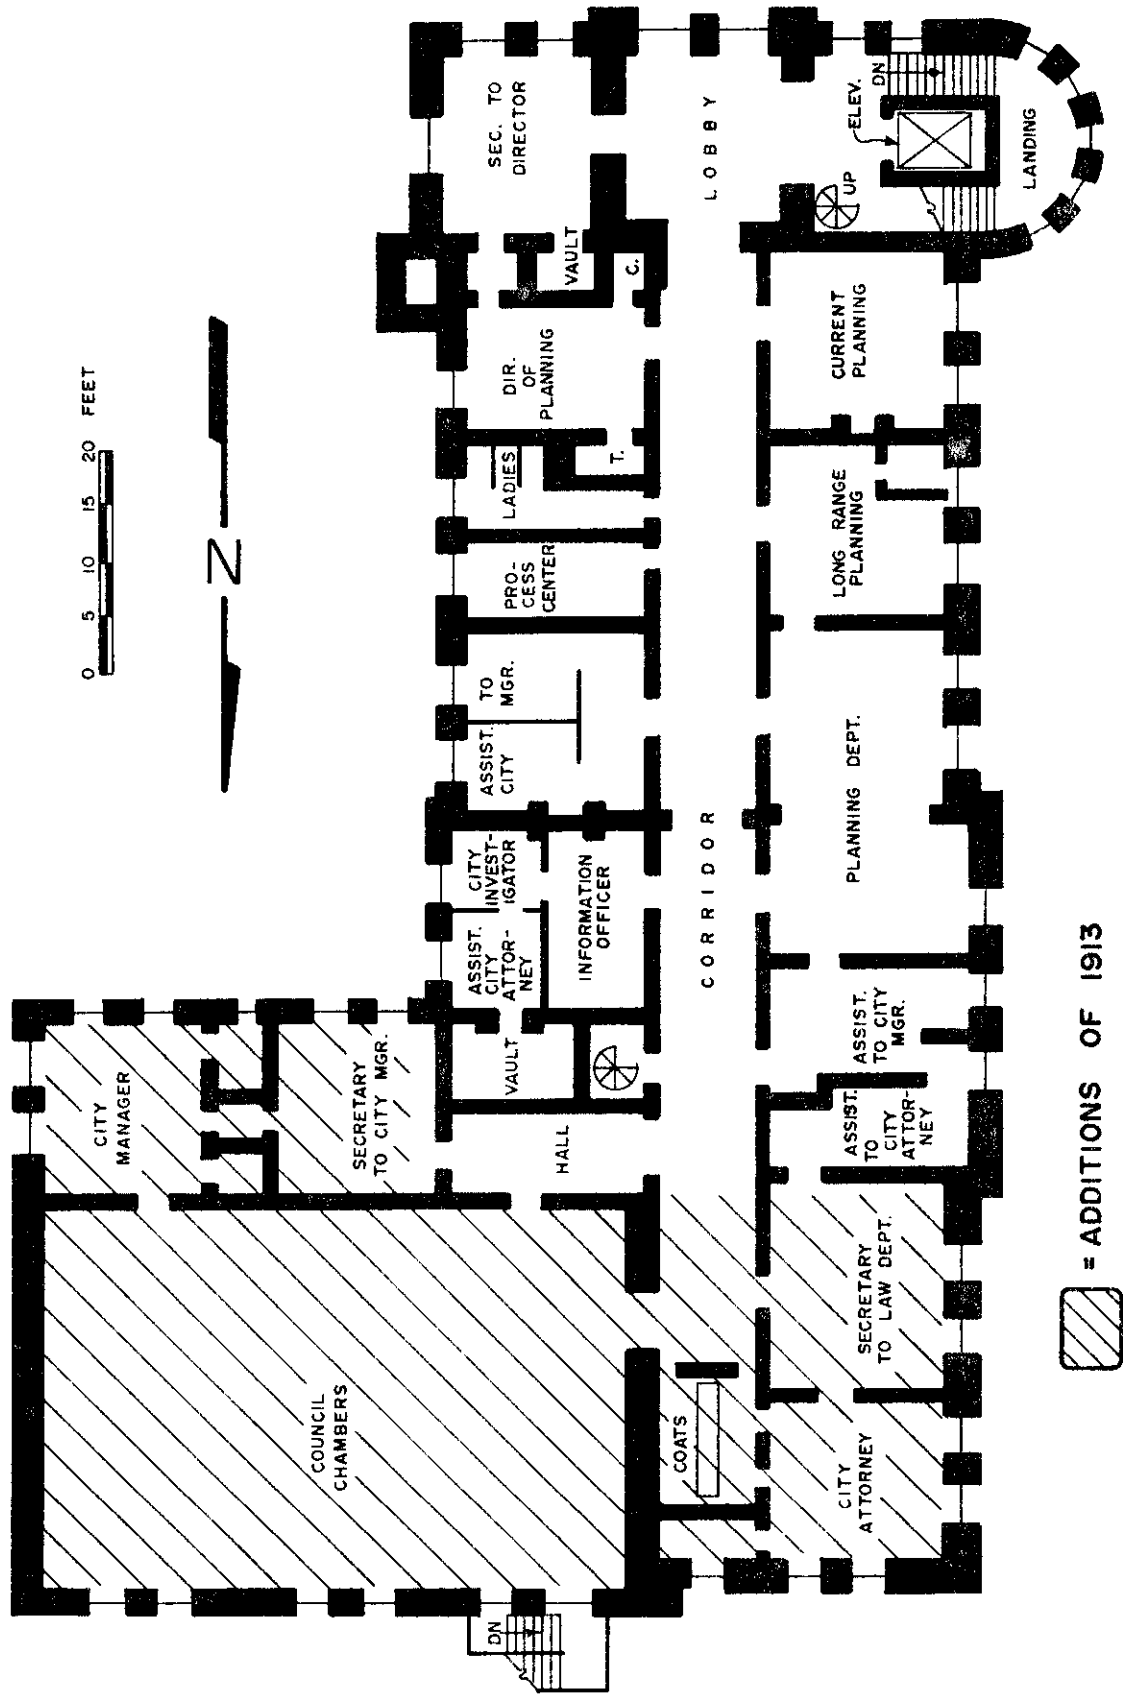 0 5 10 15 20 FEET
N
SEC. TO
DIRECTOR
VAULT
C.
DIR.
OF
PLANNING
T.
LADIES
PRO-
CESS
CENTER
ASSIST. TO
CITY MGR.
CITY
INVEST-
IGATOR
ASSIST.
CITY
ATTOR-
NEY
INFORMATION
OFFICER
VAULT
HALL
CITY
MANAGER
SECRETARY
TO CITY MGR.
COUNCIL
CHAMBERS
DN
COATS
CORRIDOR
LOBBY
ELEV.
DN
UP
LANDING
CURRENT
PLANNING
LONG RANGE
PLANNING
PLANNING DEPT.
ASSIST.
TO CITY
MGR.
ASSIST.
TO
CITY
ATTOR-
NEY
SECRETARY
TO LAW DEPT.
CITY
ATTORNEY
= ADDITIONS OF 1913